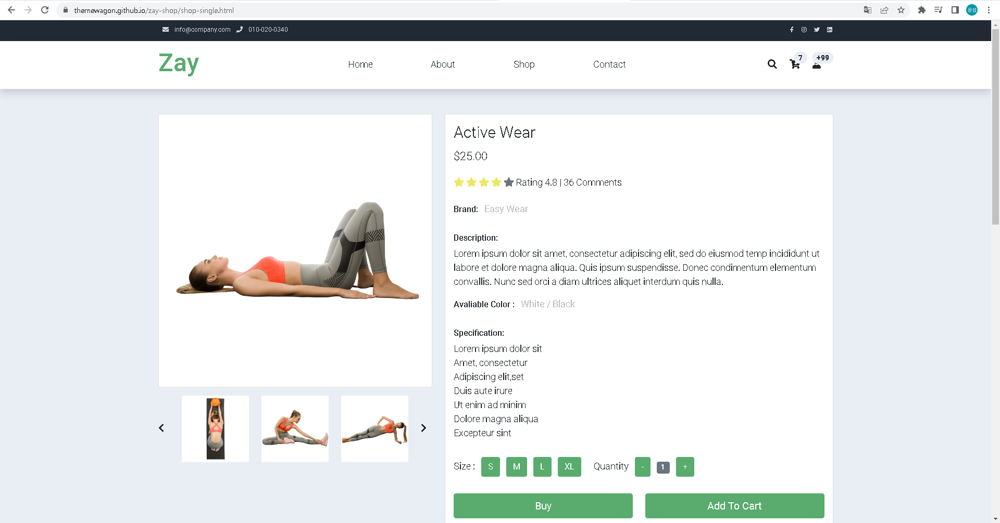 themewagon.github.io/zay-shop/shop-single.html
윤섭
info@company.com 010-020-0340
Zay Home About Shop Contact 7 +99
Active Wear
$25.00
Rating 4.8 | 36 Comments
Brand: Easy Wear
Description:
Lorem ipsum dolor sit amet, consectetur adipiscing elit, sed do eiusmod temp incididunt ut
labore et dolore magna aliqua. Quis ipsum suspendisse. Donec condimentum elementum
convallis. Nunc sed orci a diam ultrices aliquet interdum quis nulla.
Avaliable Color : White / Black
Specification:
Lorem ipsum dolor sit
Amet, consectetur
Adipiscing elit,set
Duis aute irure
Ut enim ad minim
Dolore magna aliqua
Excepteur sint
Size : S M L XL Quantity - 1 +
Buy Add To Cart